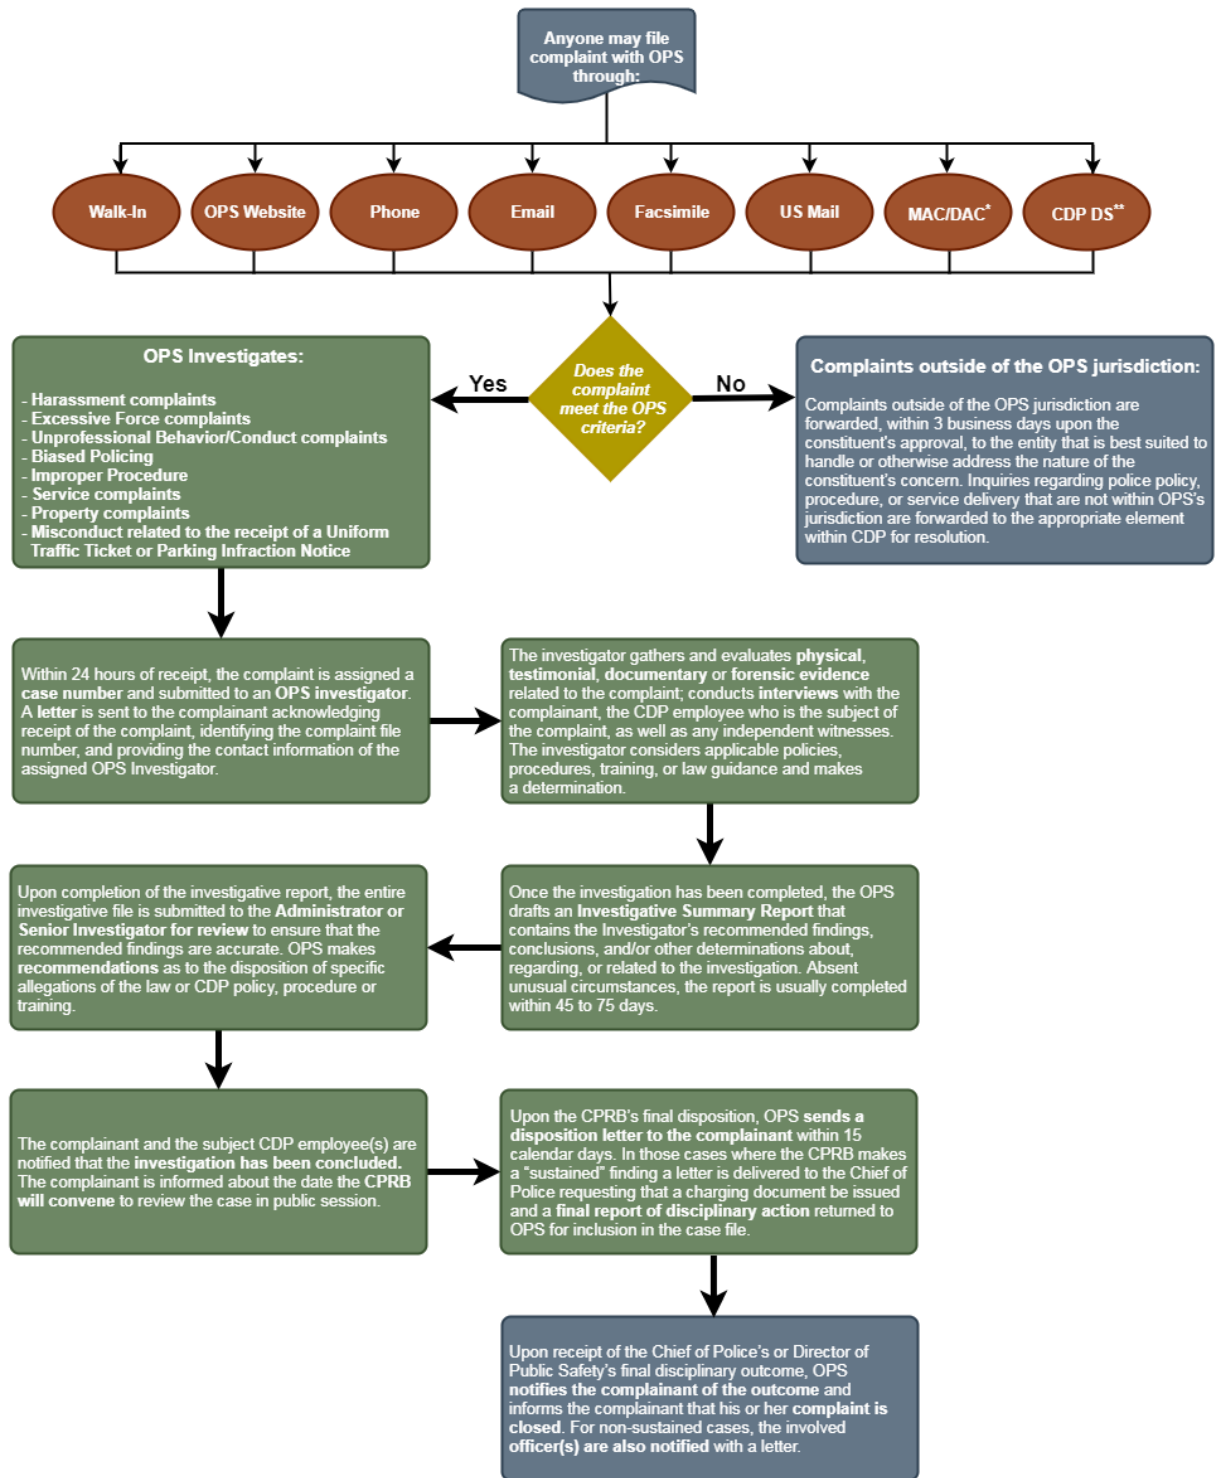 Anyone may file
complaint with OPS
through:
Walk-In
OPS Website
Phone
Email
Facsimile
US Mail
MAC/DAC*
CDP DS**
Does the
complaint
meet the OPS
criteria?
Yes
No
OPS Investigates:
- Harassment complaints
- Excessive Force complaints
- Unprofessional Behavior/Conduct complaints
- Biased Policing
- Improper Procedure
- Service complaints
- Property complaints
- Misconduct related to the receipt of a Uniform
Traffic Ticket or Parking Infraction Notice
Complaints outside of the OPS jurisdiction:
Complaints outside of the OPS jurisdiction are
forwarded, within 3 business days upon the
constituent's approval, to the entity that is best suited to
handle or otherwise address the nature of the
constituent's concern. Inquiries regarding police policy,
procedure, or service delivery that are not within OPS's
jurisdiction are forwarded to the appropriate element
within CDP for resolution.
Within 24 hours of receipt, the complaint is assigned a
case number and submitted to an OPS investigator.
A letter is sent to the complainant acknowledging
receipt of the complaint, identifying the complaint file
number, and providing the contact information of the
assigned OPS Investigator.
The investigator gathers and evaluates physical,
testimonial, documentary or forensic evidence
related to the complaint; conducts interviews with the
complainant, the CDP employee who is the subject of
the complaint, as well as any independent witnesses.
The investigator considers applicable policies,
procedures, training, or law guidance and makes
a determination.
Once the investigation has been completed, the OPS
drafts an Investigative Summary Report that
contains the Investigator's recommended findings,
conclusions, and/or other determinations about,
regarding, or related to the investigation. Absent
unusual circumstances, the report is usually completed
within 45 to 75 days.
Upon completion of the investigative report, the entire
investigative file is submitted to the Administrator or
Senior Investigator for review to ensure that the
recommended findings are accurate. OPS makes
recommendations as to the disposition of specific
allegations of the law or CDP policy, procedure or
training.
The complainant and the subject CDP employee(s) are
notified that the investigation has been concluded.
The complainant is informed about the date the CPRB
will convene to review the case in public session.
Upon the CPRB's final disposition, OPS sends a
disposition letter to the complainant within 15
calendar days. In those cases where the CPRB makes
a “sustained” finding a letter is delivered to the Chief of
Police requesting that a charging document be issued
and a final report of disciplinary action returned to
OPS for inclusion in the case file.
Upon receipt of the Chief of Police's or Director of
Public Safety's final disciplinary outcome, OPS
notifies the complainant of the outcome and
informs the complainant that his or her complaint is
closed. For non-sustained cases, the involved
officer(s) are also notified with a letter.